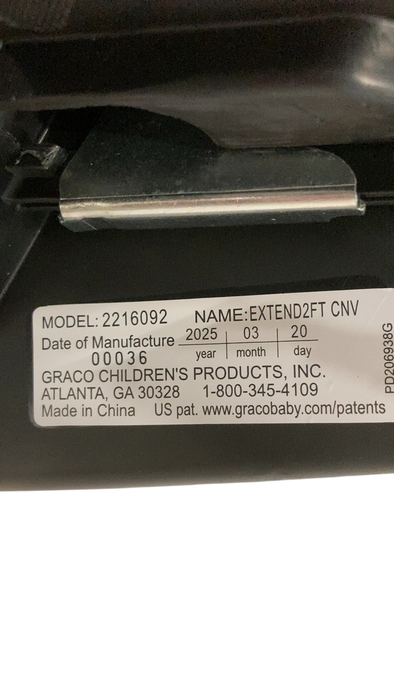 MODEL: 2216092 NAME:EXTEND2FT CNV
Date of Manufacture 2025 03 20
00036 year month day
GRACO CHILDREN'S PRODUCTS, INC.
ATLANTA, GA 30328 1-800-345-4109
Made in China US pat. www.gracobaby.com/patents
PD206938G